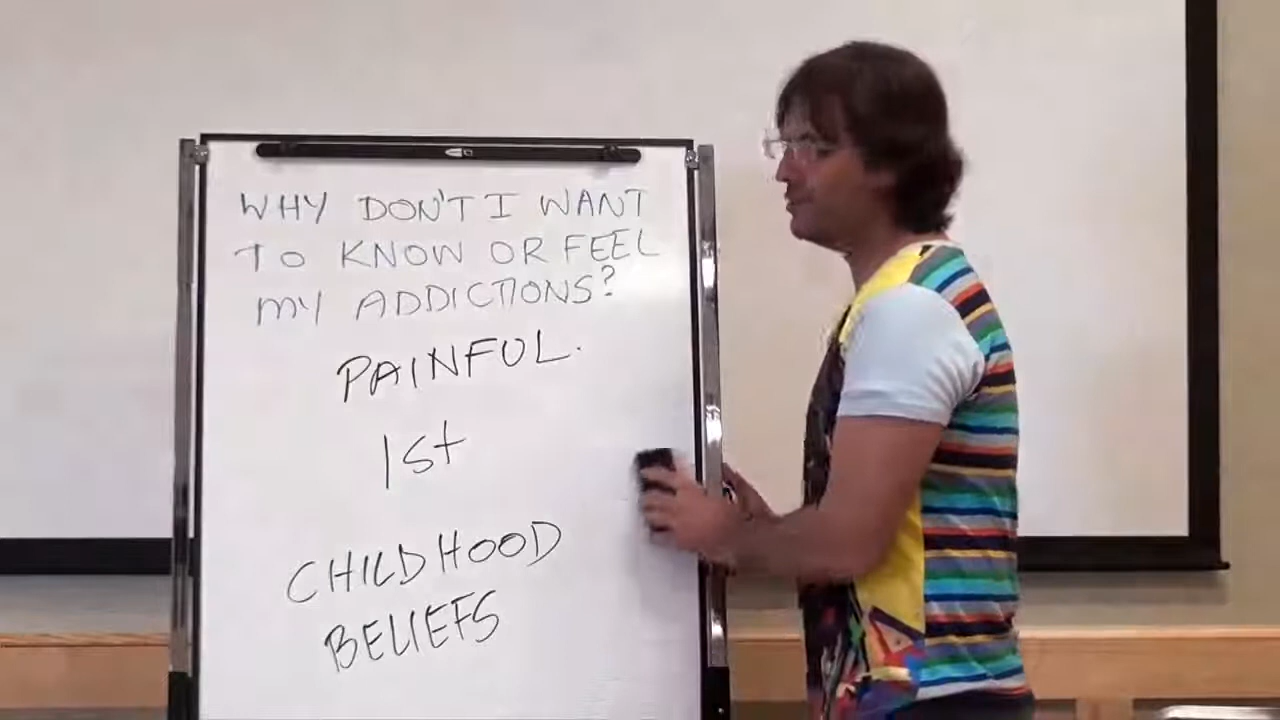 WHY DON'T I WANT
TO KNOW OR FEEL
MY ADDICTIONS?
PAINFUL.
1st
CHILDHOOD
BELIEFS